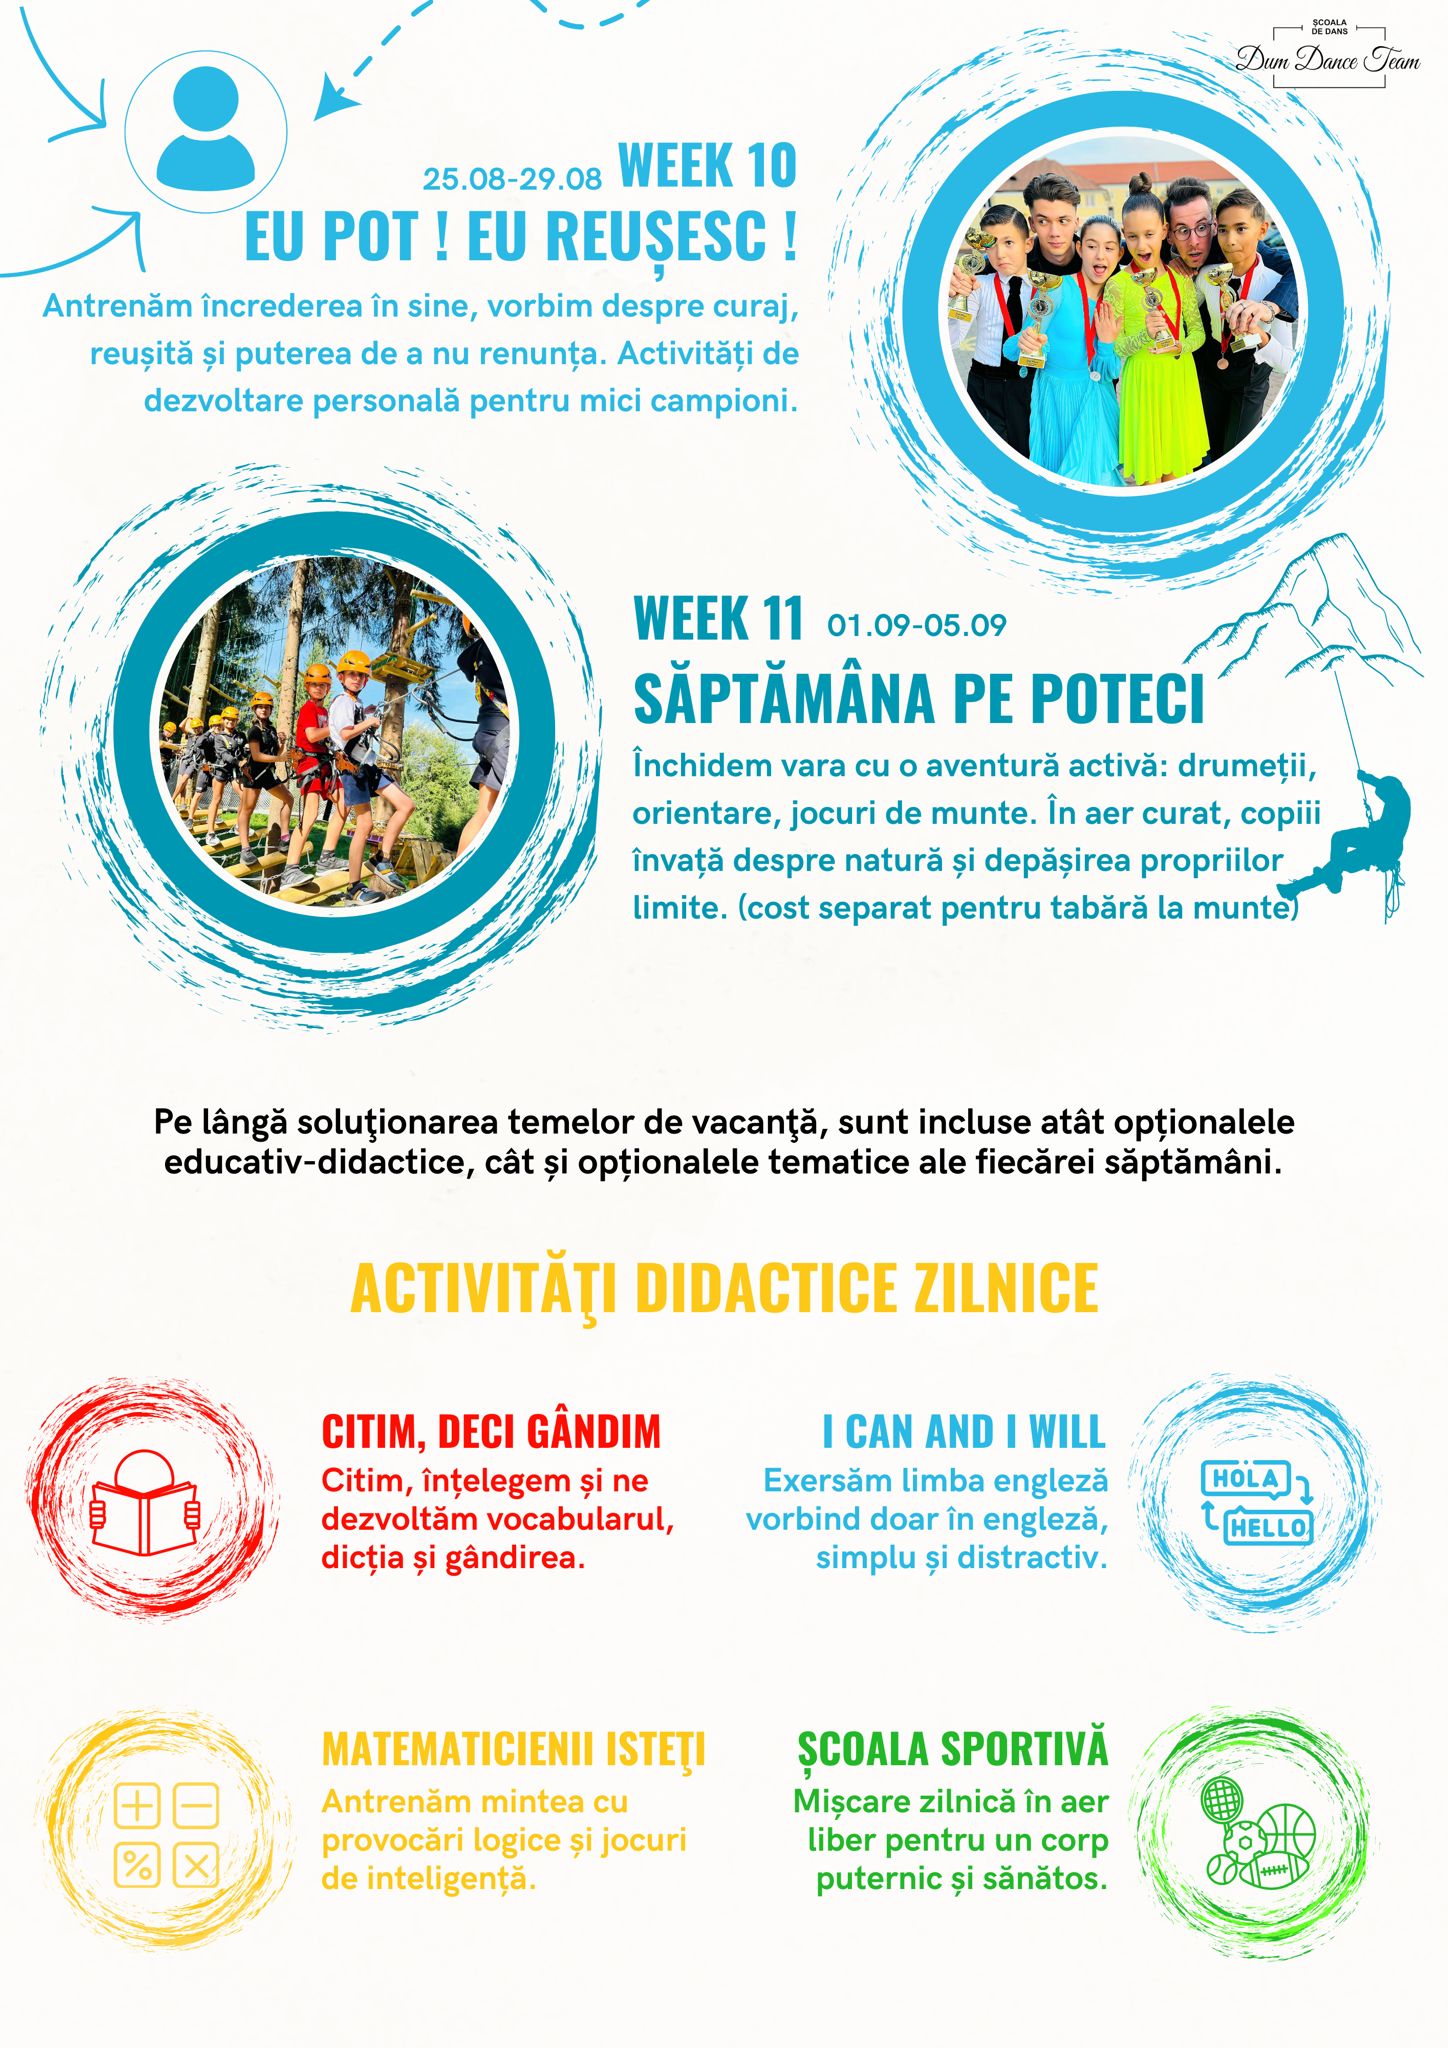 ȘCOALA
DE DANS
Dum Dance Team
25.08-29.08 WEEK 10
EU POT ! EU REUȘESC !
Antrenăm încrederea în sine, vorbim despre curaj,
reușită și puterea de a nu renunța. Activități de
dezvoltare personală pentru mici campioni.
WEEK 11 01.09-05.09
SĂPTĂMÂNA PE POTECI
Închidem vara cu o aventură activă: drumeții,
orientare, jocuri de munte. În aer curat, copiii
învață despre natură și depășirea propriilor
limite. (cost separat pentru tabără la munte)
Pe lângă soluţionarea temelor de vacanţă, sunt incluse atât opționalele
educativ-didactice, cât și opționalele tematice ale fiecărei săptămâni.
ACTIVITĂŢI DIDACTICE ZILNICE
CITIM, DECI GÂNDIM
Citim, înțelegem și ne
dezvoltăm vocabularul,
dicția și gândirea.
I CAN AND I WILL
Exersăm limba engleză
vorbind doar în engleză,
simplu și distractiv.
HOLA
HELLO
MATEMATICIENII ISTEŢI
Antrenăm mintea cu
provocări logice și jocuri
de inteligență.
ȘCOALA SPORTIVĂ
Mișcare zilnică în aer
liber pentru un corp
puternic și sănătos.